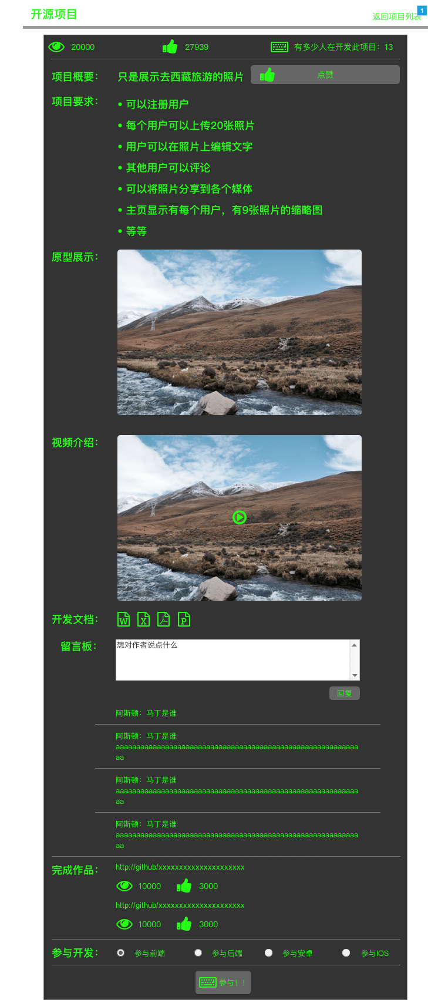 开源项目
返回项目列表
1
20000
27939
有多少人在开发此项目：13
项目概要：
只是展示去西藏旅游的照片
点赞
项目要求：
• 可以注册用户
• 每个用户可以上传20张照片
• 用户可以在照片上编辑文字
• 其他用户可以评论
• 可以将照片分享到各个媒体
• 主页显示有每个用户，有9张照片的缩略图
• 等等
原型展示：
视频介绍：
开发文档：
W
X
P
留言板：
想对作者说点什么
回复
阿斯顿：马丁是谁
阿斯顿：马丁是谁
aaaaaaaaaaaaaaaaaaaaaaaaaaaaaaaaaaaaaaaaaaaaaaaaaaaaaaaaaaa
aa
阿斯顿：马丁是谁
aaaaaaaaaaaaaaaaaaaaaaaaaaaaaaaaaaaaaaaaaaaaaaaaaaaaaaaaaaa
aa
阿斯顿：马丁是谁
aaaaaaaaaaaaaaaaaaaaaaaaaaaaaaaaaaaaaaaaaaaaaaaaaaaaaaaaaaa
aa
完成作品：
http://github/xxxxxxxxxxxxxxxxxxxxx
10000
3000
http://github/xxxxxxxxxxxxxxxxxxxxx
10000
3000
参与开发：
参与前端
参与后端
参与安卓
参与IOS
参与！！